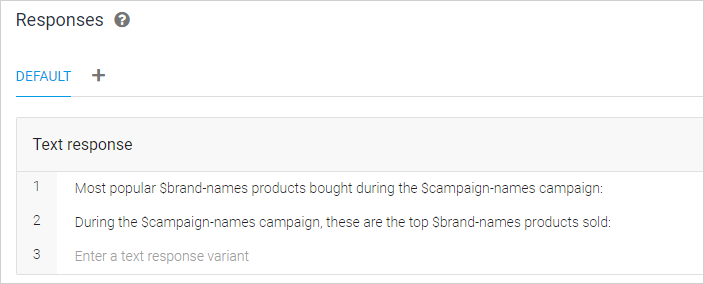 Responses ?
DEFAULT +
Text response
1 Most popular $brand-names products bought during the $campaign-names campaign:
2 During the $campaign-names campaign, these are the top $brand-names products sold:
3 Enter a text response variant